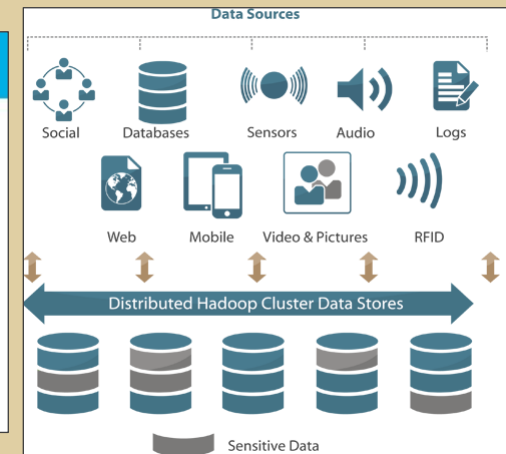 Data Sources
Social Databases Sensors Audio Logs
Web Mobile Video & Pictures RFID
Distributed Hadoop Cluster Data Stores
Sensitive Data